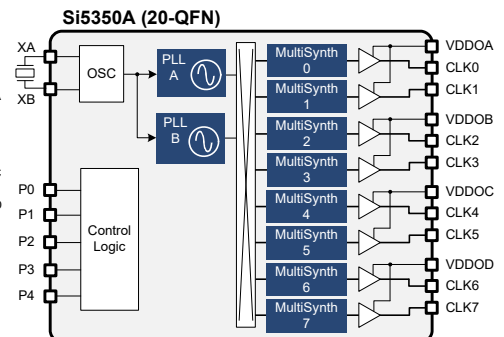 Si5350A (20-QFN)
XA
XB
OSC
PLL
A
PLL
B
MultiSynth
0
MultiSynth
1
MultiSynth
2
MultiSynth
3
MultiSynth
4
MultiSynth
5
MultiSynth
6
MultiSynth
7
VDDOA
CLK0
CLK1
VDDOB
CLK2
CLK3
VDDOC
CLK4
CLK5
VDDOD
CLK6
CLK7
P0
P1
P2
P3
P4
Control
Logic